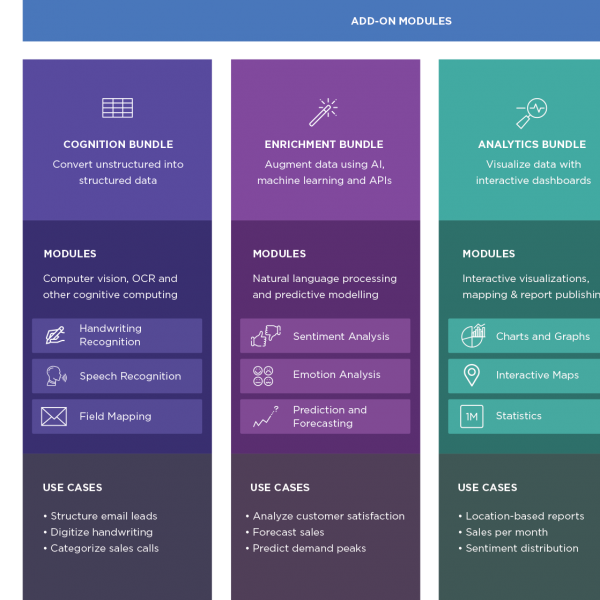 ADD-ON MODULES
COGNITION BUNDLE
Convert unstructured into
structured data
MODULES
Computer vision, OCR and
other cognitive computing
Handwriting
Recognition
Speech Recognition
Field Mapping
USE CASES
• Structure email leads
• Digitize handwriting
• Categorize sales calls
ENRICHMENT BUNDLE
Augment data using AI,
machine learning and APIs
MODULES
Natural language processing
and predictive modelling
Sentiment Analysis
Emotion Analysis
Prediction and
Forecasting
USE CASES
• Analyze customer satisfaction
• Forecast sales
• Predict demand peaks
ANALYTICS BUNDLE
Visualize data with
interactive dashboards
MODULES
Interactive visualizations,
mapping & report publishin
Charts and Graphs
Interactive Maps
1M
Statistics
USE CASES
• Location-based reports
• Sales per month
• Sentiment distribution